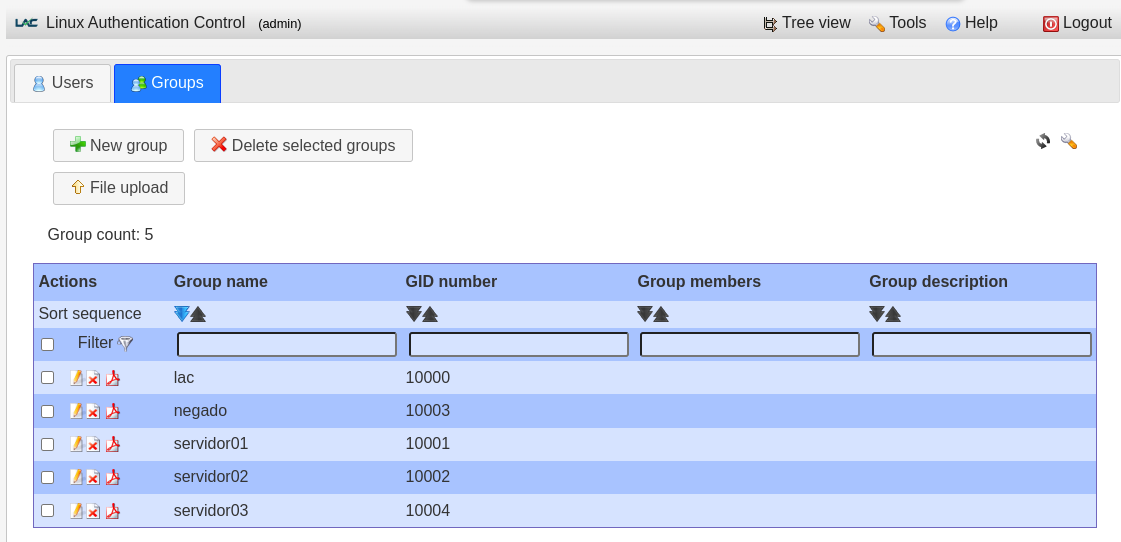 LAC Linux Authentication Control (admin) Tree view Tools Help Logout
Users Groups
New group Delete selected groups
File upload
Group count: 5
Actions Group name GID number Group members Group description
Sort sequence
Filter
lac 10000
negado 10003
servidor01 10001
servidor02 10002
servidor03 10004